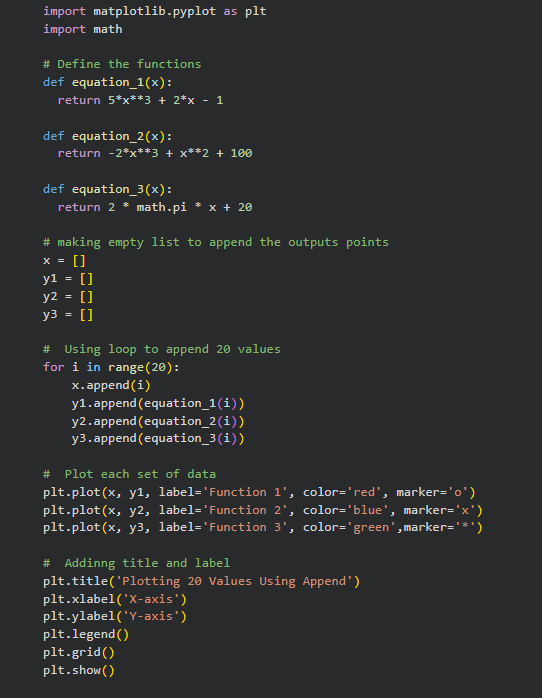 import matplotlib.pyplot as plt
import math

# Define the functions
def equation_1(x):
  return 5*x**3 + 2*x - 1

def equation_2(x):
  return -2*x**3 + x**2 + 100

def equation_3(x):
  return 2 * math.pi * x + 20

# making empty list to append the outputs points
x = []
y1 = []
y2 = []
y3 = []

#  Using loop to append 20 values
for i in range(20):
    x.append(i)
    y1.append(equation_1(i))
    y2.append(equation_2(i))
    y3.append(equation_3(i))

#  Plot each set of data
plt.plot(x, y1, label='Function 1', color='red', marker='o')
plt.plot(x, y2, label='Function 2', color='blue', marker='x')
plt.plot(x, y3, label='Function 3', color='green',marker='*')

#  Addinng title and label
plt.title('Plotting 20 Values Using Append')
plt.xlabel('X-axis')
plt.ylabel('Y-axis')
plt.legend()
plt.grid()
plt.show()